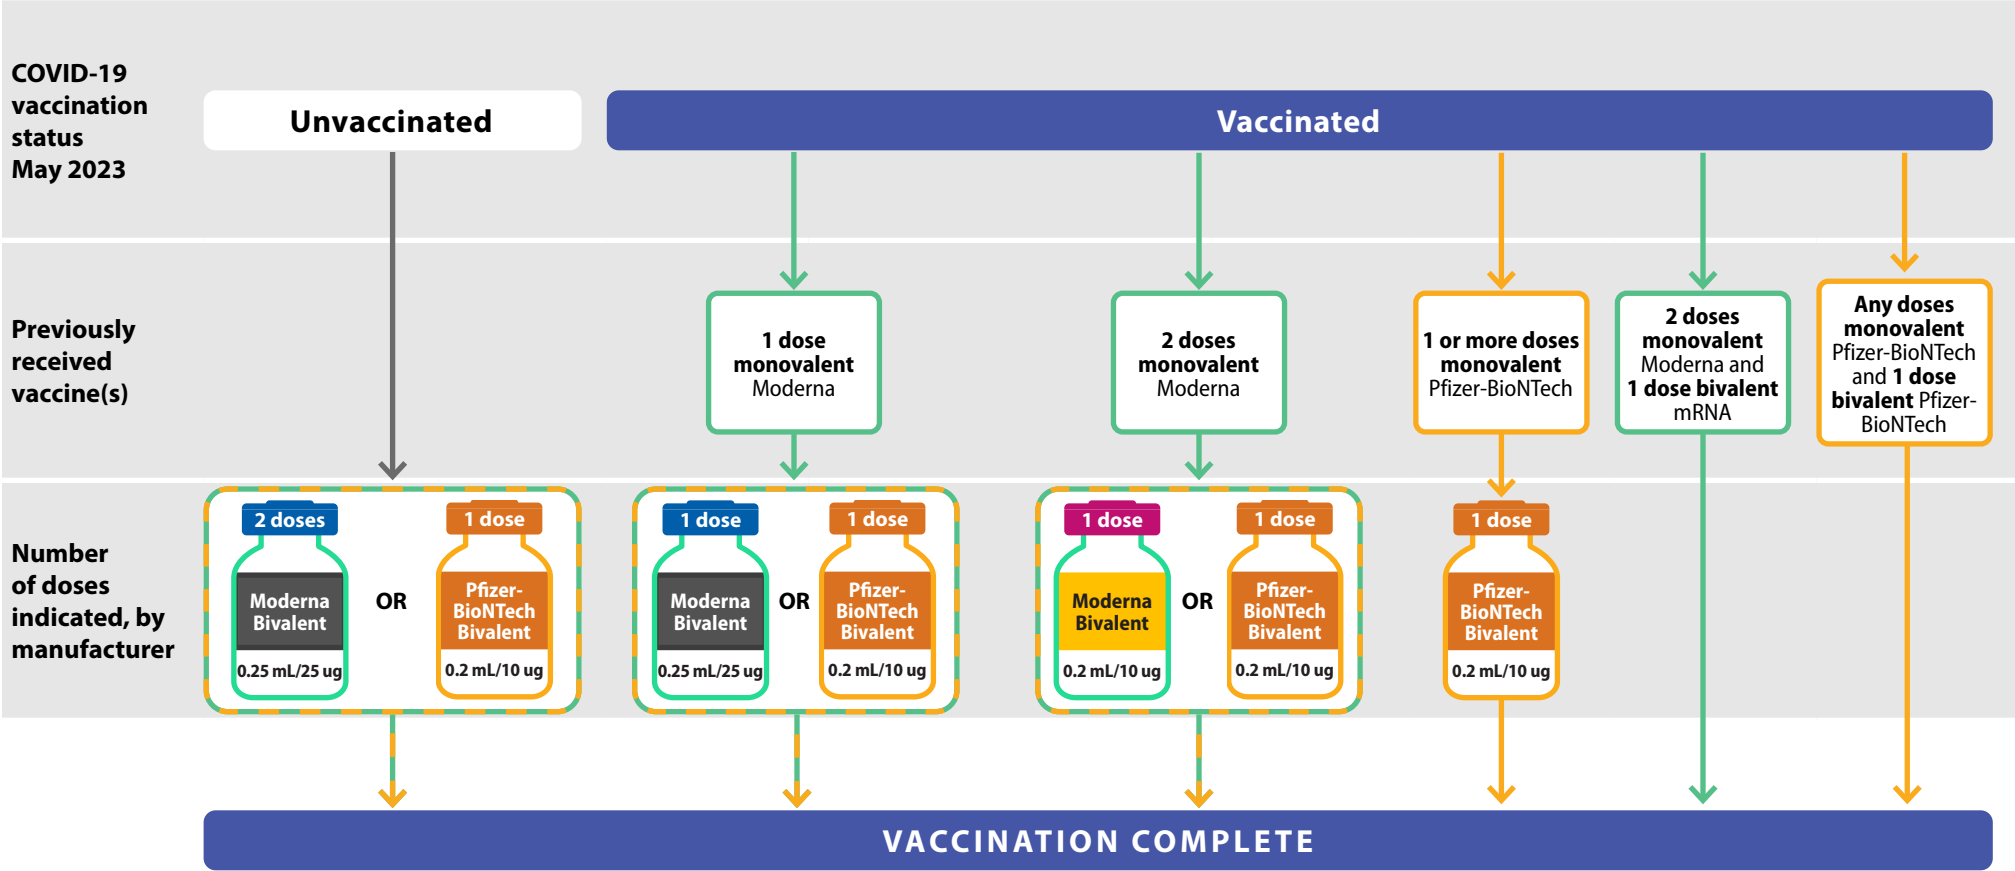 COVID-19
vaccination
status
May 2023
Unvaccinated
Vaccinated
Previously
received
vaccine(s)
1 dose
monovalent
Moderna
2 doses
monovalent
Moderna
1 or more doses
monovalent
Pfizer-BioNTech
2 doses
monovalent
Moderna and
1 dose bivalent
mRNA
Any doses
monovalent
Pfizer-BioNTech
and 1 dose
bivalent Pfizer-
BioNTech
Number
of doses
indicated, by
manufacturer
2 doses
Moderna
Bivalent
0.25 mL/25 ug
OR
1 dose
Pfizer-
BioNTech
Bivalent
0.2 mL/10 ug
1 dose
Moderna
Bivalent
0.25 mL/25 ug
OR
1 dose
Pfizer-
BioNTech
Bivalent
0.2 mL/10 ug
1 dose
Moderna
Bivalent
0.2 mL/10 ug
OR
1 dose
Pfizer-
BioNTech
Bivalent
0.2 mL/10 ug
1 dose
Pfizer-
BioNTech
Bivalent
0.2 mL/10 ug
VACCINATION COMPLETE